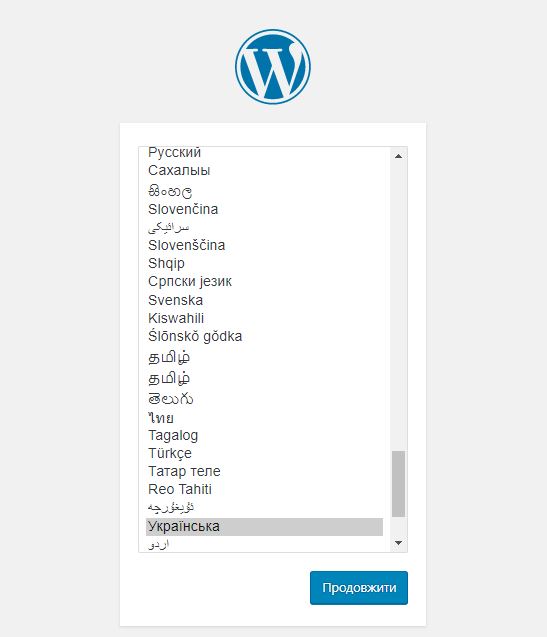 Русский
Сахалыы
සිංහල
Slovenčina
سرائیکی
Slovenščina
Shqip
Српски језик
Svenska
Kiswahili
Ślōnskŏ gŏdka
தமிழ்
தமிழ்
తెలుగు
ไทย
Tagalog
Türkçe
Татар теле
Reo Tahiti
ئۇيغۇرچە
Українська
اردو
Продовжити